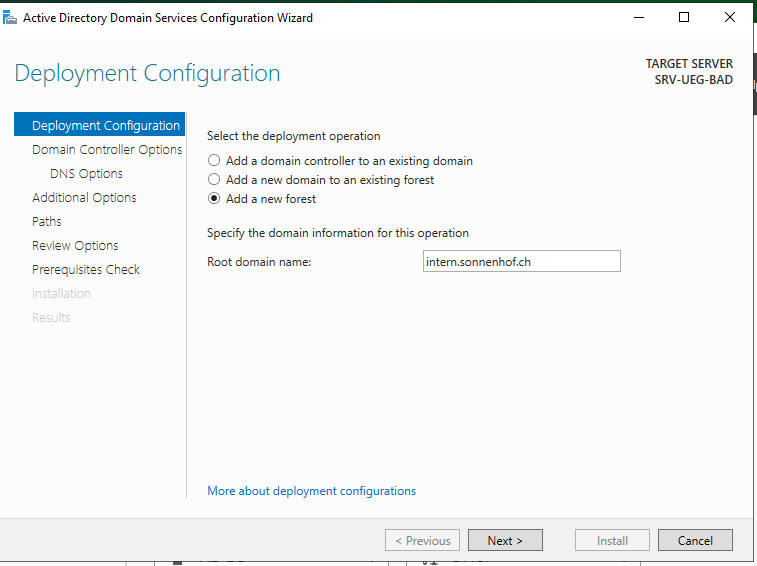 Active Directory Domain Services Configuration Wizard
Deployment Configuration
TARGET SERVER
SRV-UEG-BAD
Deployment Configuration
Domain Controller Options
DNS Options
Additional Options
Paths
Review Options
Prerequisites Check
Installation
Results
Select the deployment operation
Add a domain controller to an existing domain
Add a new domain to an existing forest
Add a new forest
Specify the domain information for this operation
Root domain name: intern.sonnenhof.ch
More about deployment configurations
< Previous Next > Install Cancel